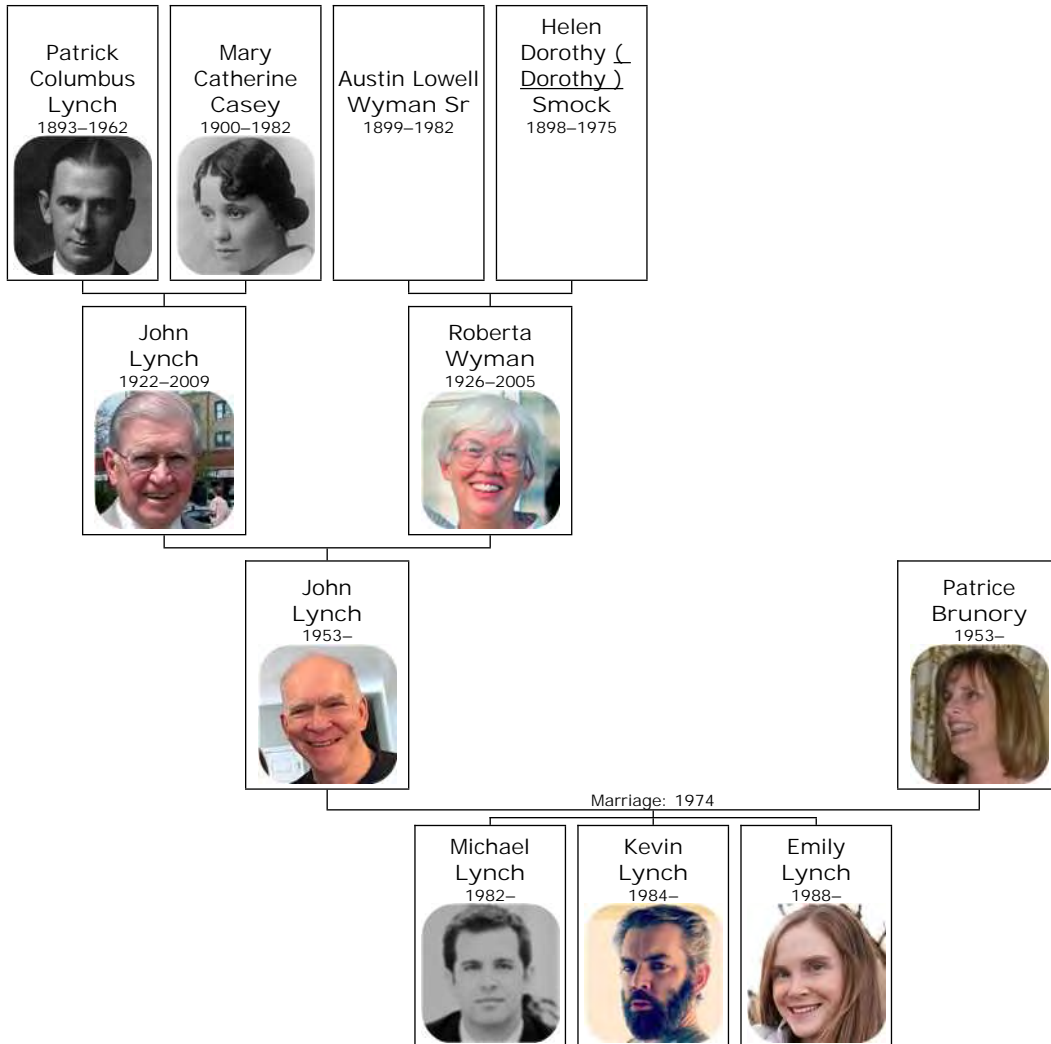 Patrick
Columbus
Lynch
1893–1962
Mary
Catherine
Casey
1900–1982
Austin Lowell
Wyman Sr
1899–1982
Helen
Dorothy (
Dorothy )
Smock
1898–1975
John
Lynch
1922–2009
Roberta
Wyman
1926–2005
John
Lynch
1953–
Patrice
Brunory
1953–
Marriage: 1974
Michael
Lynch
1982–
Kevin
Lynch
1984–
Emily
Lynch
1988–